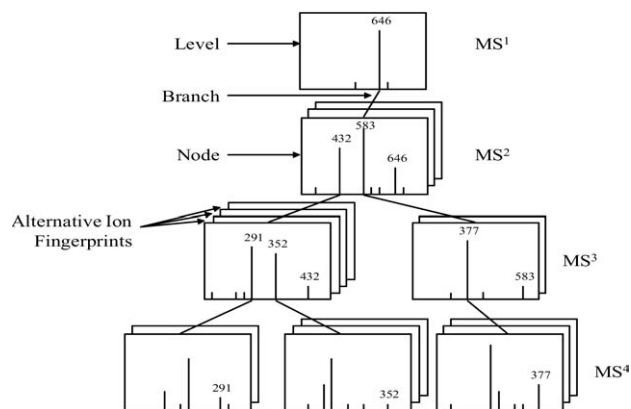 646
Level
MS1
Branch
583
432
Node
646
MS2
Alternative Ion
Fingerprints
291
352
432
377
583
MS3
291
352
377
MS4